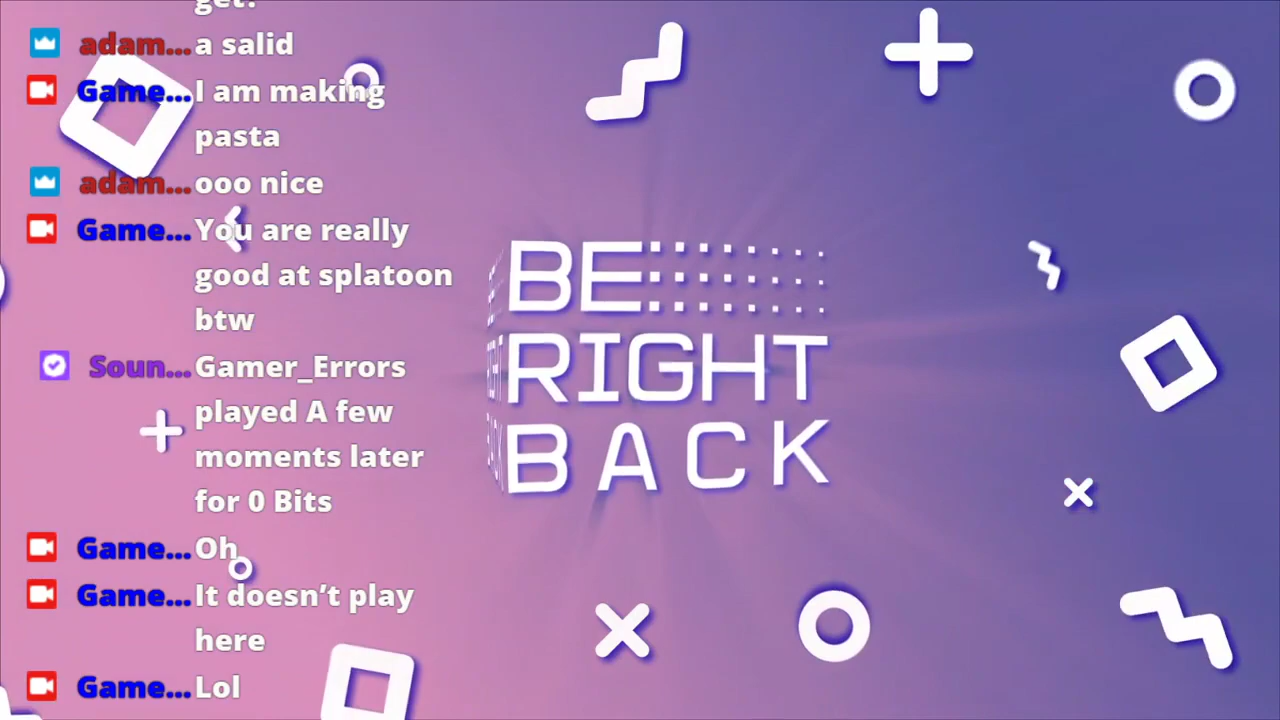 get?
adam... a salid
Game... I am making
pasta
adam... ooo nice
Game... You are really
good at splatoon
btw
Soun... Gamer_Errors
played A few
moments later
for 0 Bits
Game... Oh
Game... It doesn't play
here
Game... Lol
BE
RIGHT
BACK